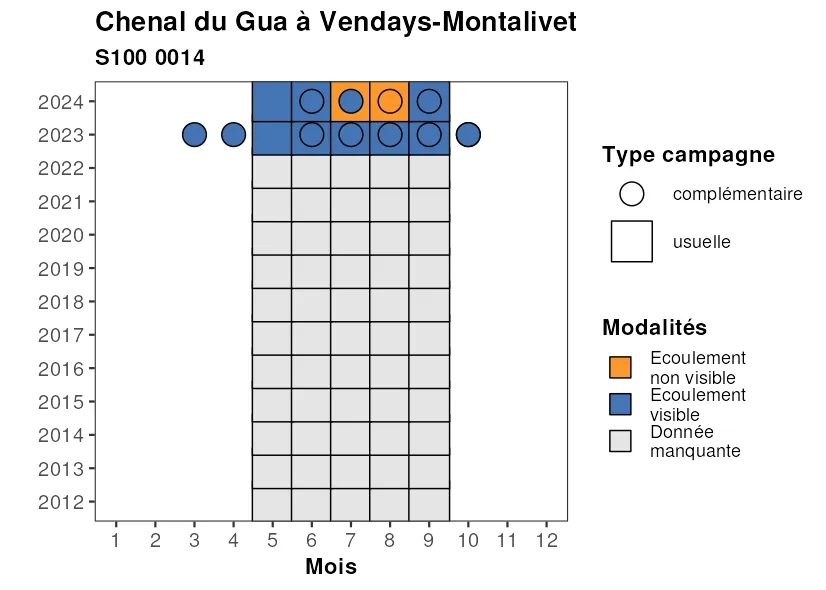 Chenal du Gua à Vendays-Montalivet
S100 0014
2024
2023
2022
2021
2020
2019
2018
2017
2016
2015
2014
2013
2012
1 2 3 4 5 6 7 8 9 10 11 12
Mois
Type campagne
complémentaire
usuelle
Modalités
Ecoulement
non visible
Ecoulement
visible
Donnée
manquante